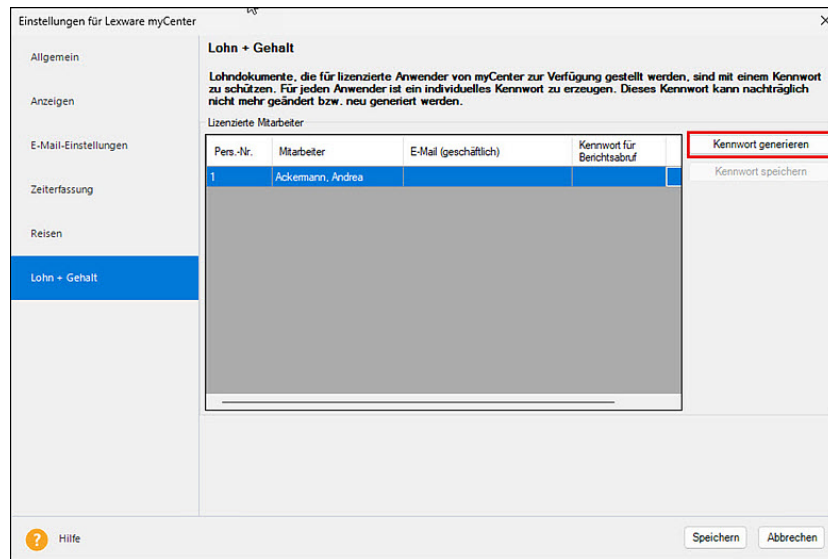 Einstellungen für Lexware myCenter
Allgemein
Anzeigen
E-Mail-Einstellungen
Zeiterfassung
Reisen
Lohn + Gehalt
Lohn + Gehalt
Lohndokumente, die für lizenzierte Anwender von myCenter zur Verfügung gestellt werden, sind mit einem Kennwort
zu schützen. Für jeden Anwender ist ein individuelles Kennwort zu erzeugen. Dieses Kennwort kann nachträglich
nicht mehr geändert bzw. neu generiert werden.
Lizenzierte Mitarbeiter
Pers.-Nr. Mitarbeiter E-Mail (geschäftlich) Kennwort für
Berichtsabruf
1 Ackermann, Andrea
Kennwort generieren
Kennwort speichern
? Hilfe
Speichern Abbrechen